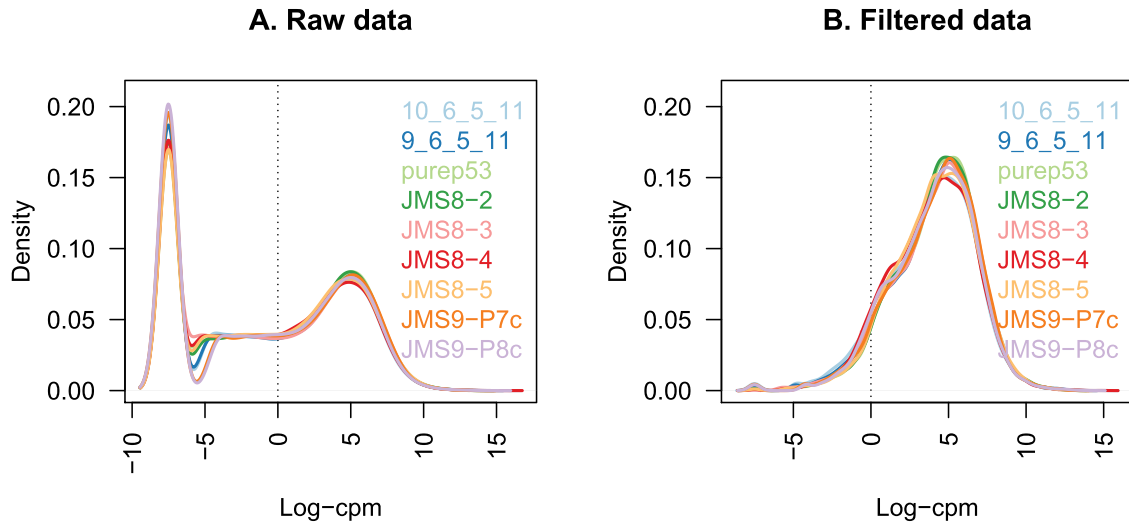 A. Raw data
0.20
0.15
0.10
0.05
0.00
Density
10_6_5_11
9_6_5_11
purep53
JMS8−2
JMS8−3
JMS8−4
JMS8−5
JMS9−P7c
JMS9−P8c
−10
−5
0
5
10
15
Log−cpm
B. Filtered data
0.20
0.15
0.10
0.05
0.00
Density
10_6_5_11
9_6_5_11
purep53
JMS8−2
JMS8−3
JMS8−4
JMS8−5
JMS9−P7c
JMS9−P8c
−5
0
5
10
15
Log−cpm